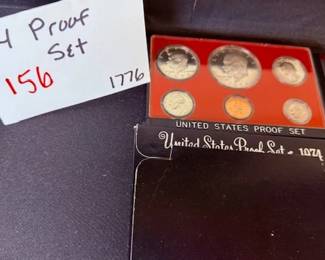 4 Proof
Set
156
1776
UNITED STATES PROOF SET
United States Proof Set 1974